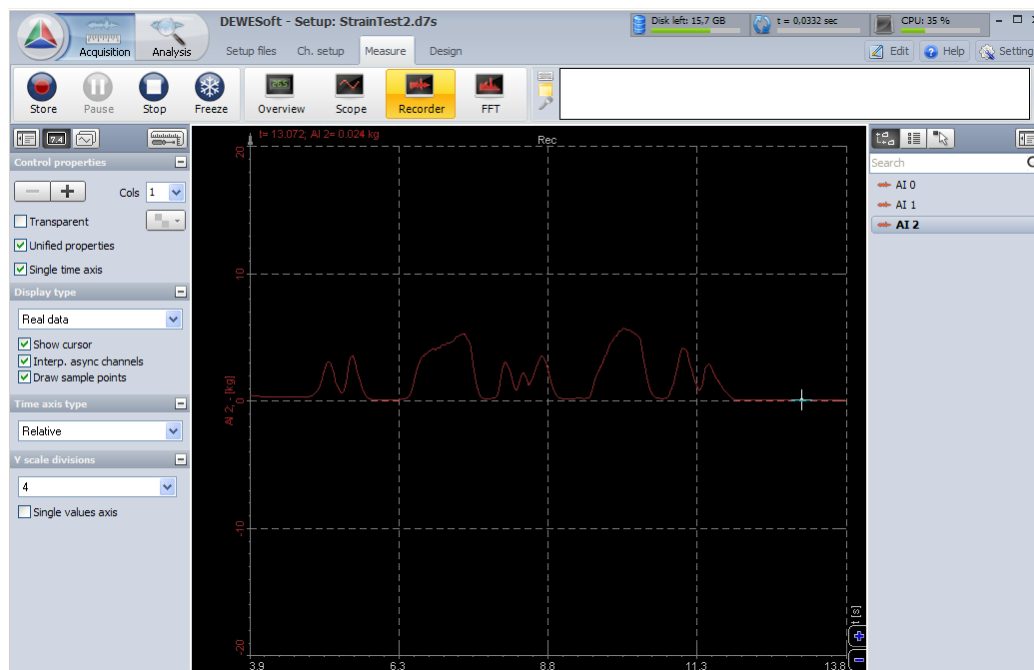 DEWESoft - Setup: StrainTest2.d7s
Disk left: 15,7 GB
t = 0,0332 sec
CPU: 35 %
Acquisition
Analysis
Setup files
Ch. setup
Measure
Design
Edit
Help
Setting
Store
Pause
Stop
Freeze
Overview
Scope
Recorder
FFT
Control properties
Cols 1
Transparent
Unified properties
Single time axis
Display type
Real data
Show cursor
Interp. async channels
Draw sample points
Time axis type
Relative
Y scale divisions
4
Single values axis
t= 13.072; AI 2= 0.024 kg
Rec
20
10
0
-10
-20
AI 2; - [kg]
3.9
6.3
8.8
11.3
13.8
t [s]
Search
AI 0
AI 1
AI 2